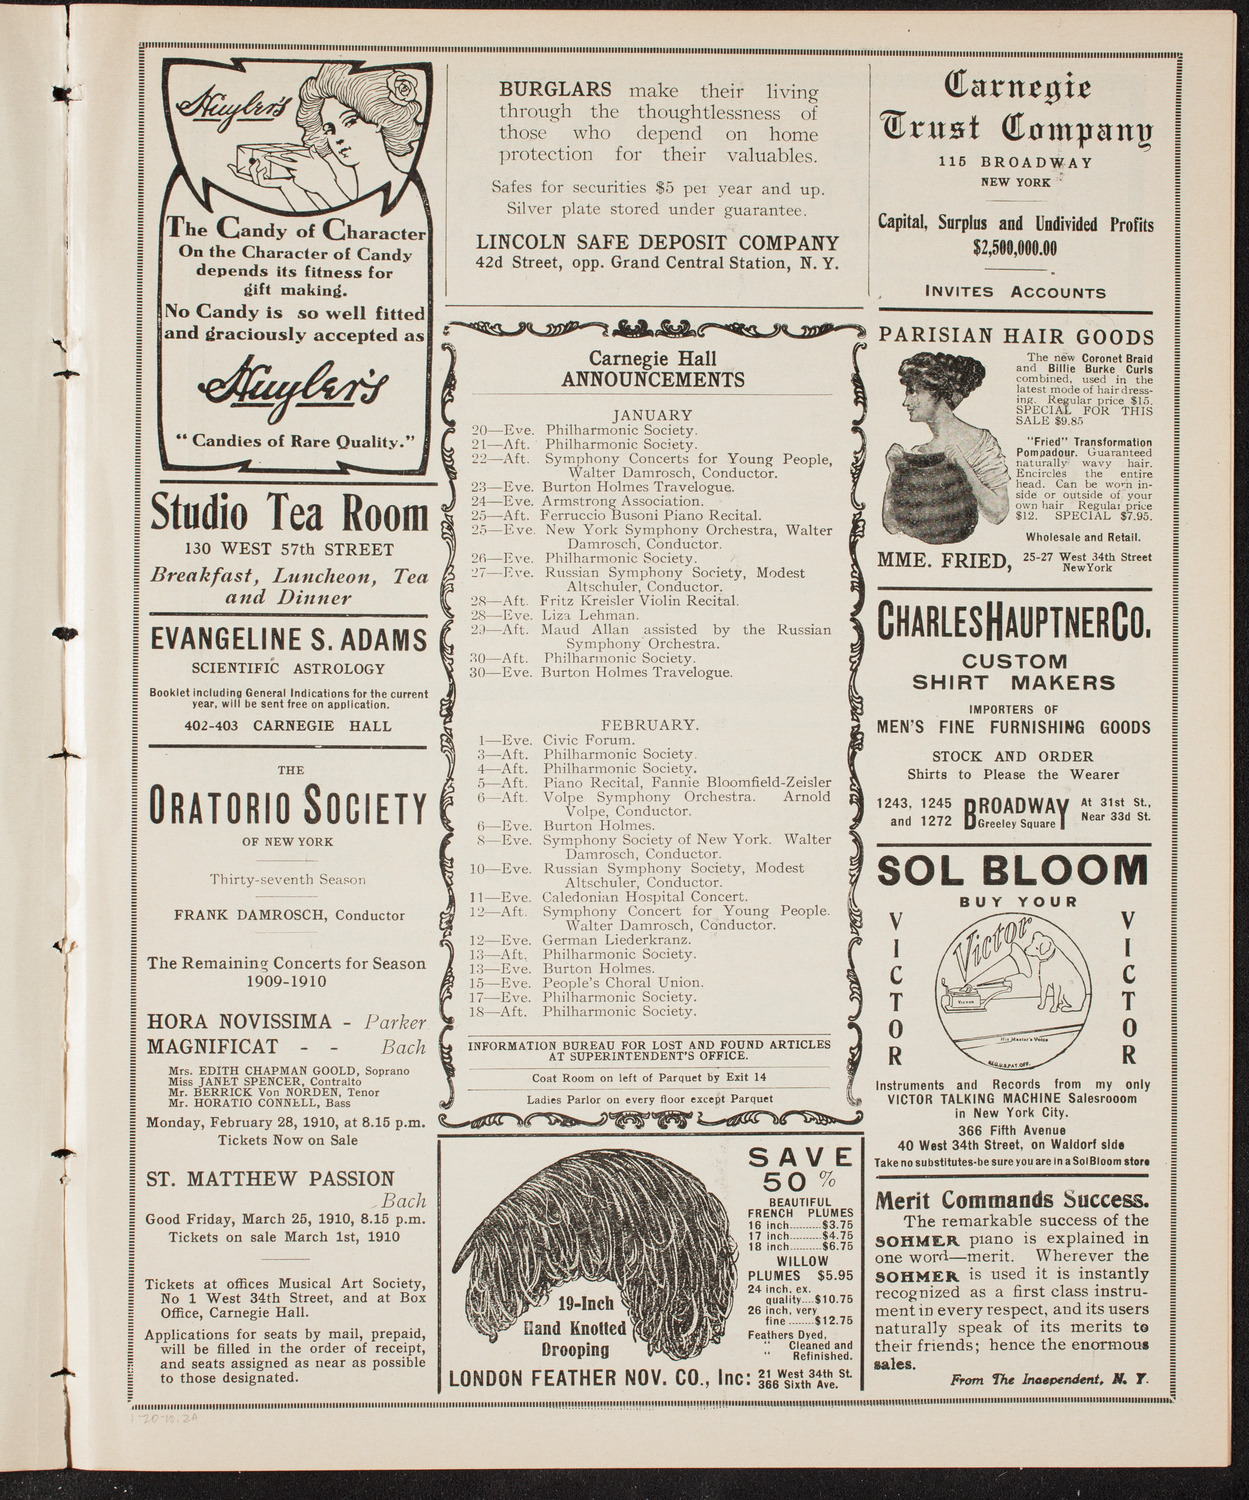 Huyler's
The Candy of Character
On the Character of Candy
depends its fitness for
gift making.
No Candy is so well fitted
and graciously accepted as
Huyler's
"Candies of Rare Quality."
Studio Tea Room
130 WEST 57th STREET
Breakfast, Luncheon, Tea
and Dinner
EVANGELINE S. ADAMS
SCIENTIFIC ASTROLOGY
Booklet including General Indications for the current
year, will be sent free on application.
402-403 CARNEGIE HALL
THE
ORATORIO SOCIETY
OF NEW YORK
Thirty-seventh Season
FRANK DAMROSCH, Conductor
The Remaining Concerts for Season
1909-1910
HORA NOVISSIMA - Parker
MAGNIFICAT - - Bach
Mrs. EDITH CHAPMAN GOOLD, Soprano
Miss JANET SPENCER, Contralto
Mr. BERRICK Von NORDEN, Tenor
Mr. HORATIO CONNELL, Bass
Monday, February 28, 1910, at 8.15 p.m.
Tickets Now on Sale
ST. MATTHEW PASSION
Bach
Good Friday, March 25, 1910, 8.15 p.m.
Tickets on sale March 1st, 1910
Tickets at offices Musical Art Society,
No 1 West 34th Street, and at Box
Office, Carnegie Hall.
Applications for seats by mail, prepaid,
will be filled in the order of receipt,
and seats assigned as near as possible
to those designated.
BURGLARS make their living
through the thoughtlessness of
those who depend on home
protection for their valuables.
Safes for securities $5 per year and up.
Silver plate stored under guarantee.
LINCOLN SAFE DEPOSIT COMPANY
42d Street, opp. Grand Central Station, N. Y.
Carnegie Hall
ANNOUNCEMENTS
JANUARY
20—Eve. Philharmonic Society.
21—Aft. Philharmonic Society.
22—Aft. Symphony Concerts for Young People,
Walter Damrosch, Conductor.
23—Eve. Burton Holmes Travelogue.
24—Eve. Armstrong Association.
25—Aft. Ferruccio Busoni Piano Recital.
25—Eve. New York Symphony Orchestra, Walter
Damrosch, Conductor.
26—Eve. Philharmonic Society.
27—Eve. Russian Symphony Society, Modest
Altschuler, Conductor.
28—Aft. Fritz Kreisler Violin Recital.
28—Eve. Liza Lehman.
29—Aft. Maud Allan assisted by the Russian
Symphony Orchestra.
30—Aft. Philharmonic Society.
30—Eve. Burton Holmes Travelogue.
FEBRUARY.
1—Eve. Civic Forum.
3—Aft. Philharmonic Society.
4—Aft. Philharmonic Society.
5—Aft. Piano Recital, Fannie Bloomfield-Zeisler
6—Aft. Volpe Symphony Orchestra. Arnold
Volpe, Conductor.
6—Eve. Burton Holmes.
8—Eve. Symphony Society of New York. Walter
Damrosch, Conductor.
10—Eve. Russian Symphony Society, Modest
Altschuler, Conductor.
11—Eve. Caledonian Hospital Concert.
12—Aft. Symphony Concert for Young People.
Walter Damrosch, Conductor.
12—Eve. German Liederkranz.
13—Aft. Philharmonic Society.
13—Eve. Burton Holmes.
15—Eve. People's Choral Union.
17—Eve. Philharmonic Society.
18—Aft. Philharmonic Society.
INFORMATION BUREAU FOR LOST AND FOUND ARTICLES
AT SUPERINTENDENT'S OFFICE.
Coat Room on left of Parquet by Exit 14
Ladies Parlor on every floor except Parquet
19-Inch
Hand Knotted
Drooping
SAVE
50%
BEAUTIFUL
FRENCH PLUMES
16 inch..........$3.75
17 inch..........$4.75
18 inch..........$6.75
WILLOW
PLUMES $5.95
24 inch, ex.
quality....$10.75
26 inch, very
fine ........$12.75
Feathers Dyed,
" Cleaned and
" Refinished.
LONDON FEATHER NOV. CO., Inc: 21 West 34th St.
366 Sixth Ave.
Carnegie
Trust Company
115 BROADWAY
NEW YORK
Capital, Surplus and Undivided Profits
$2,500,000.00
INVITES ACCOUNTS
PARISIAN HAIR GOODS
The new Coronet Braid
and Billie Burke Curls
combined, used in the
latest mode of hairdress-
ing. Regular price $15.
SPECIAL FOR THIS
SALE $9.85
"Fried" Transformation
Pompadour. Guaranteed
naturally wavy hair.
Encircles the entire
head. Can be worn in-
side or outside of your
own hair Regular price
$12. SPECIAL $7.95.
Wholesale and Retail.
MME. FRIED, 25-27 West 34th Street
NewYork
CHARLES HAUPTNER CO.
CUSTOM
SHIRT MAKERS
IMPORTERS OF
MEN'S FINE FURNISHING GOODS
STOCK AND ORDER
Shirts to Please the Wearer
1243, 1245 and 1272 BROADWAY Greeley Square At 31st St., Near 33d St.
SOL BLOOM
BUY YOUR
VICTOR
Victor
VICTOR
His Master's Voice
REG.U.S.PAT.OFF.
VICTOR
Instruments and Records from my only
VICTOR TALKING MACHINE Salesrooom
in New York City.
366 Fifth Avenue
40 West 34th Street, on Waldorf side
Take no substitutes-be sure you are in a Sol Bloom store
Merit Commands Success.
The remarkable success of the
SOHMER piano is explained in
one word—merit. Wherever the
SOHMER is used it is instantly
recognized as a first class instru-
ment in every respect, and its users
naturally speak of its merits to
their friends; hence the enormous
sales.
From The Independent, N. Y.
1-20-10.2A